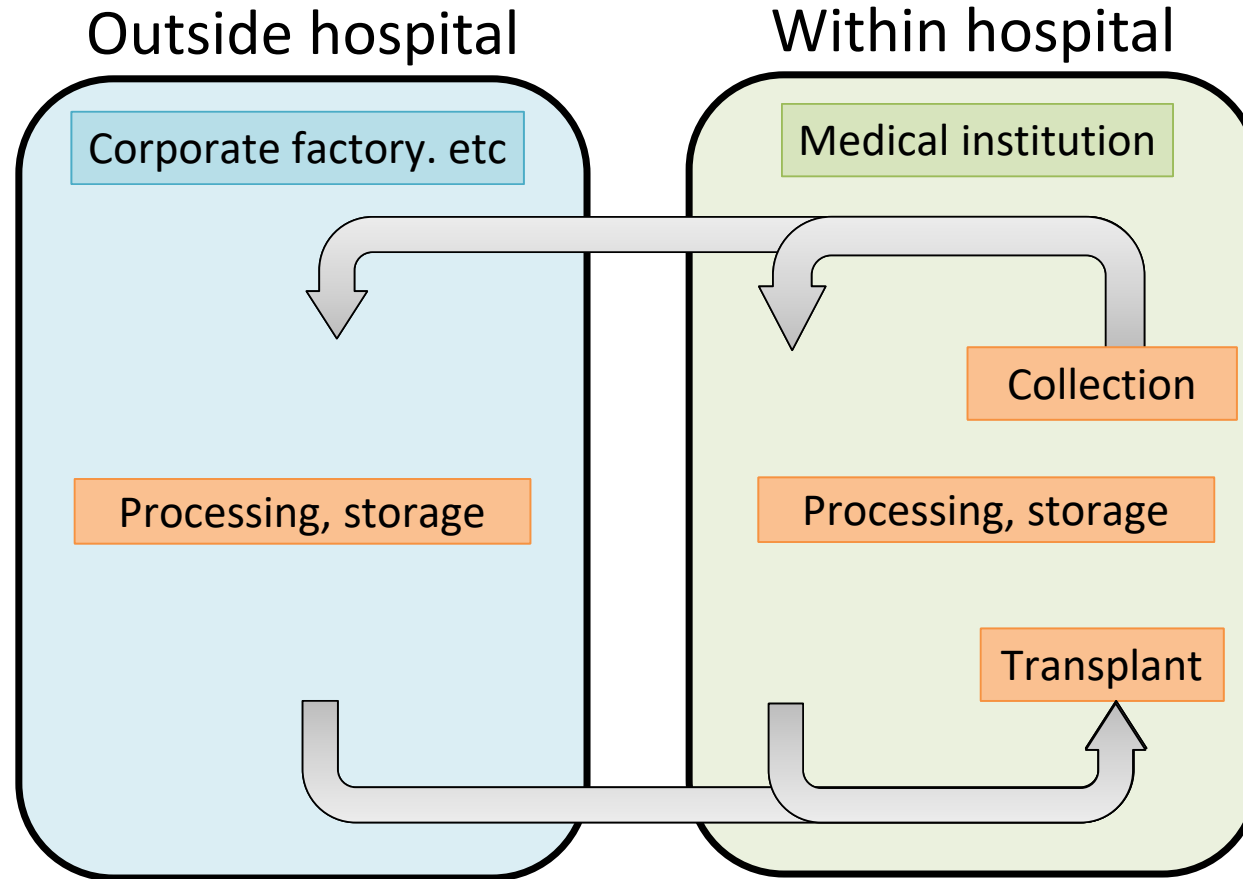 Outside hospital
Within hospital
Corporate factory. etc
Medical institution
Collection
Processing, storage
Processing, storage
Transplant